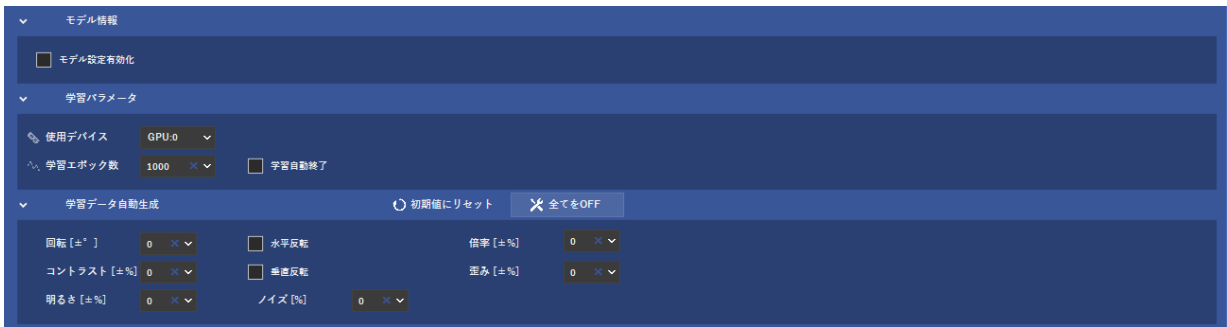 モデル情報
モデル設定有効化
学習パラメータ
使用デバイス GPU:0
学習エポック数 1000 学習自動終了
学習データ自動生成 初期値にリセット 全てをOFF
回転 [±°] 0 水平反転 倍率 [±%] 0
コントラスト [±%] 0 垂直反転 歪み [±%] 0
明るさ [±%] 0 ノイズ [%] 0